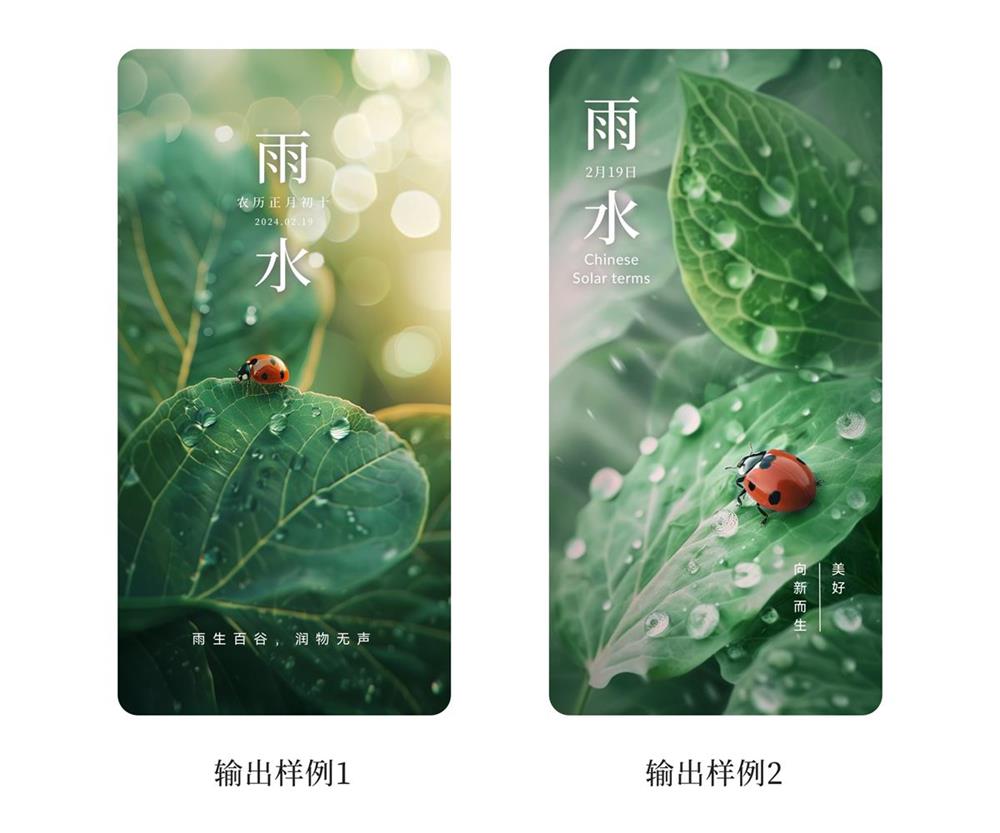 雨
农历正月初十
2024.02.19
水
雨生百谷，润物无声
输出样例1
雨
2月19日
水
Chinese
Solar terms
美好
向新而生
输出样例2